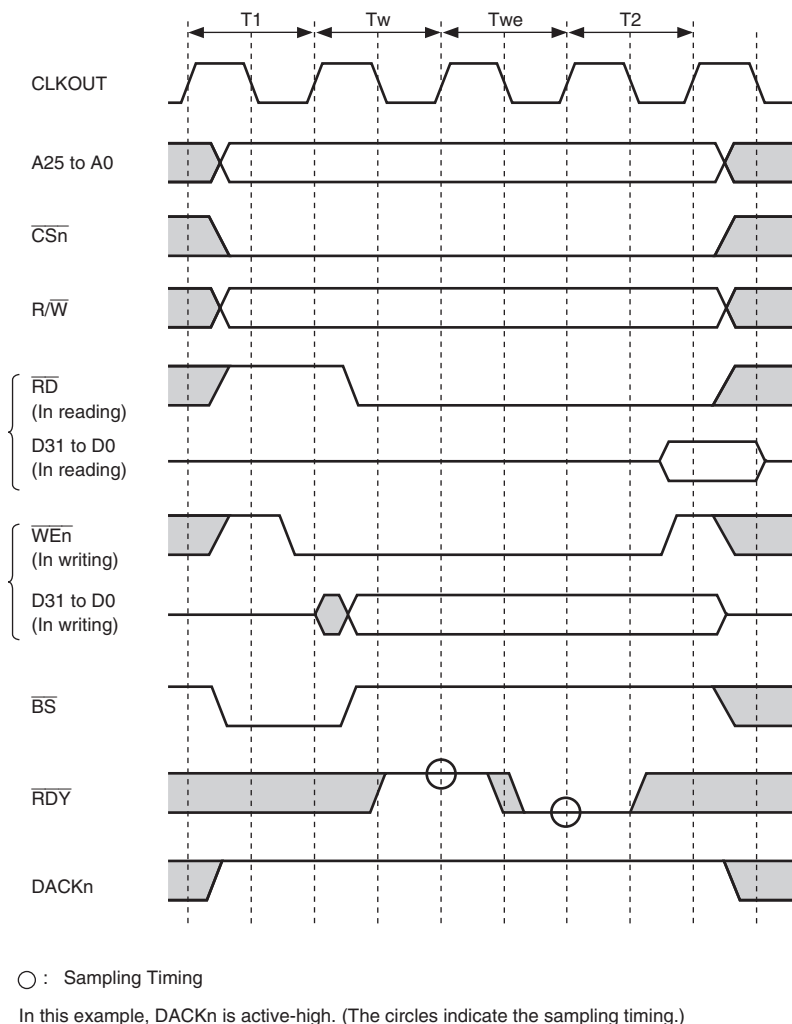 T1 Tw Twe T2
CLKOUT
A25 to A0
CSn
R/W
RD
(In reading)
D31 to D0
(In reading)
WEn
(In writing)
D31 to D0
(In writing)
BS
RDY
DACKn
: Sampling Timing
In this example, DACKn is active-high. (The circles indicate the sampling timing.)